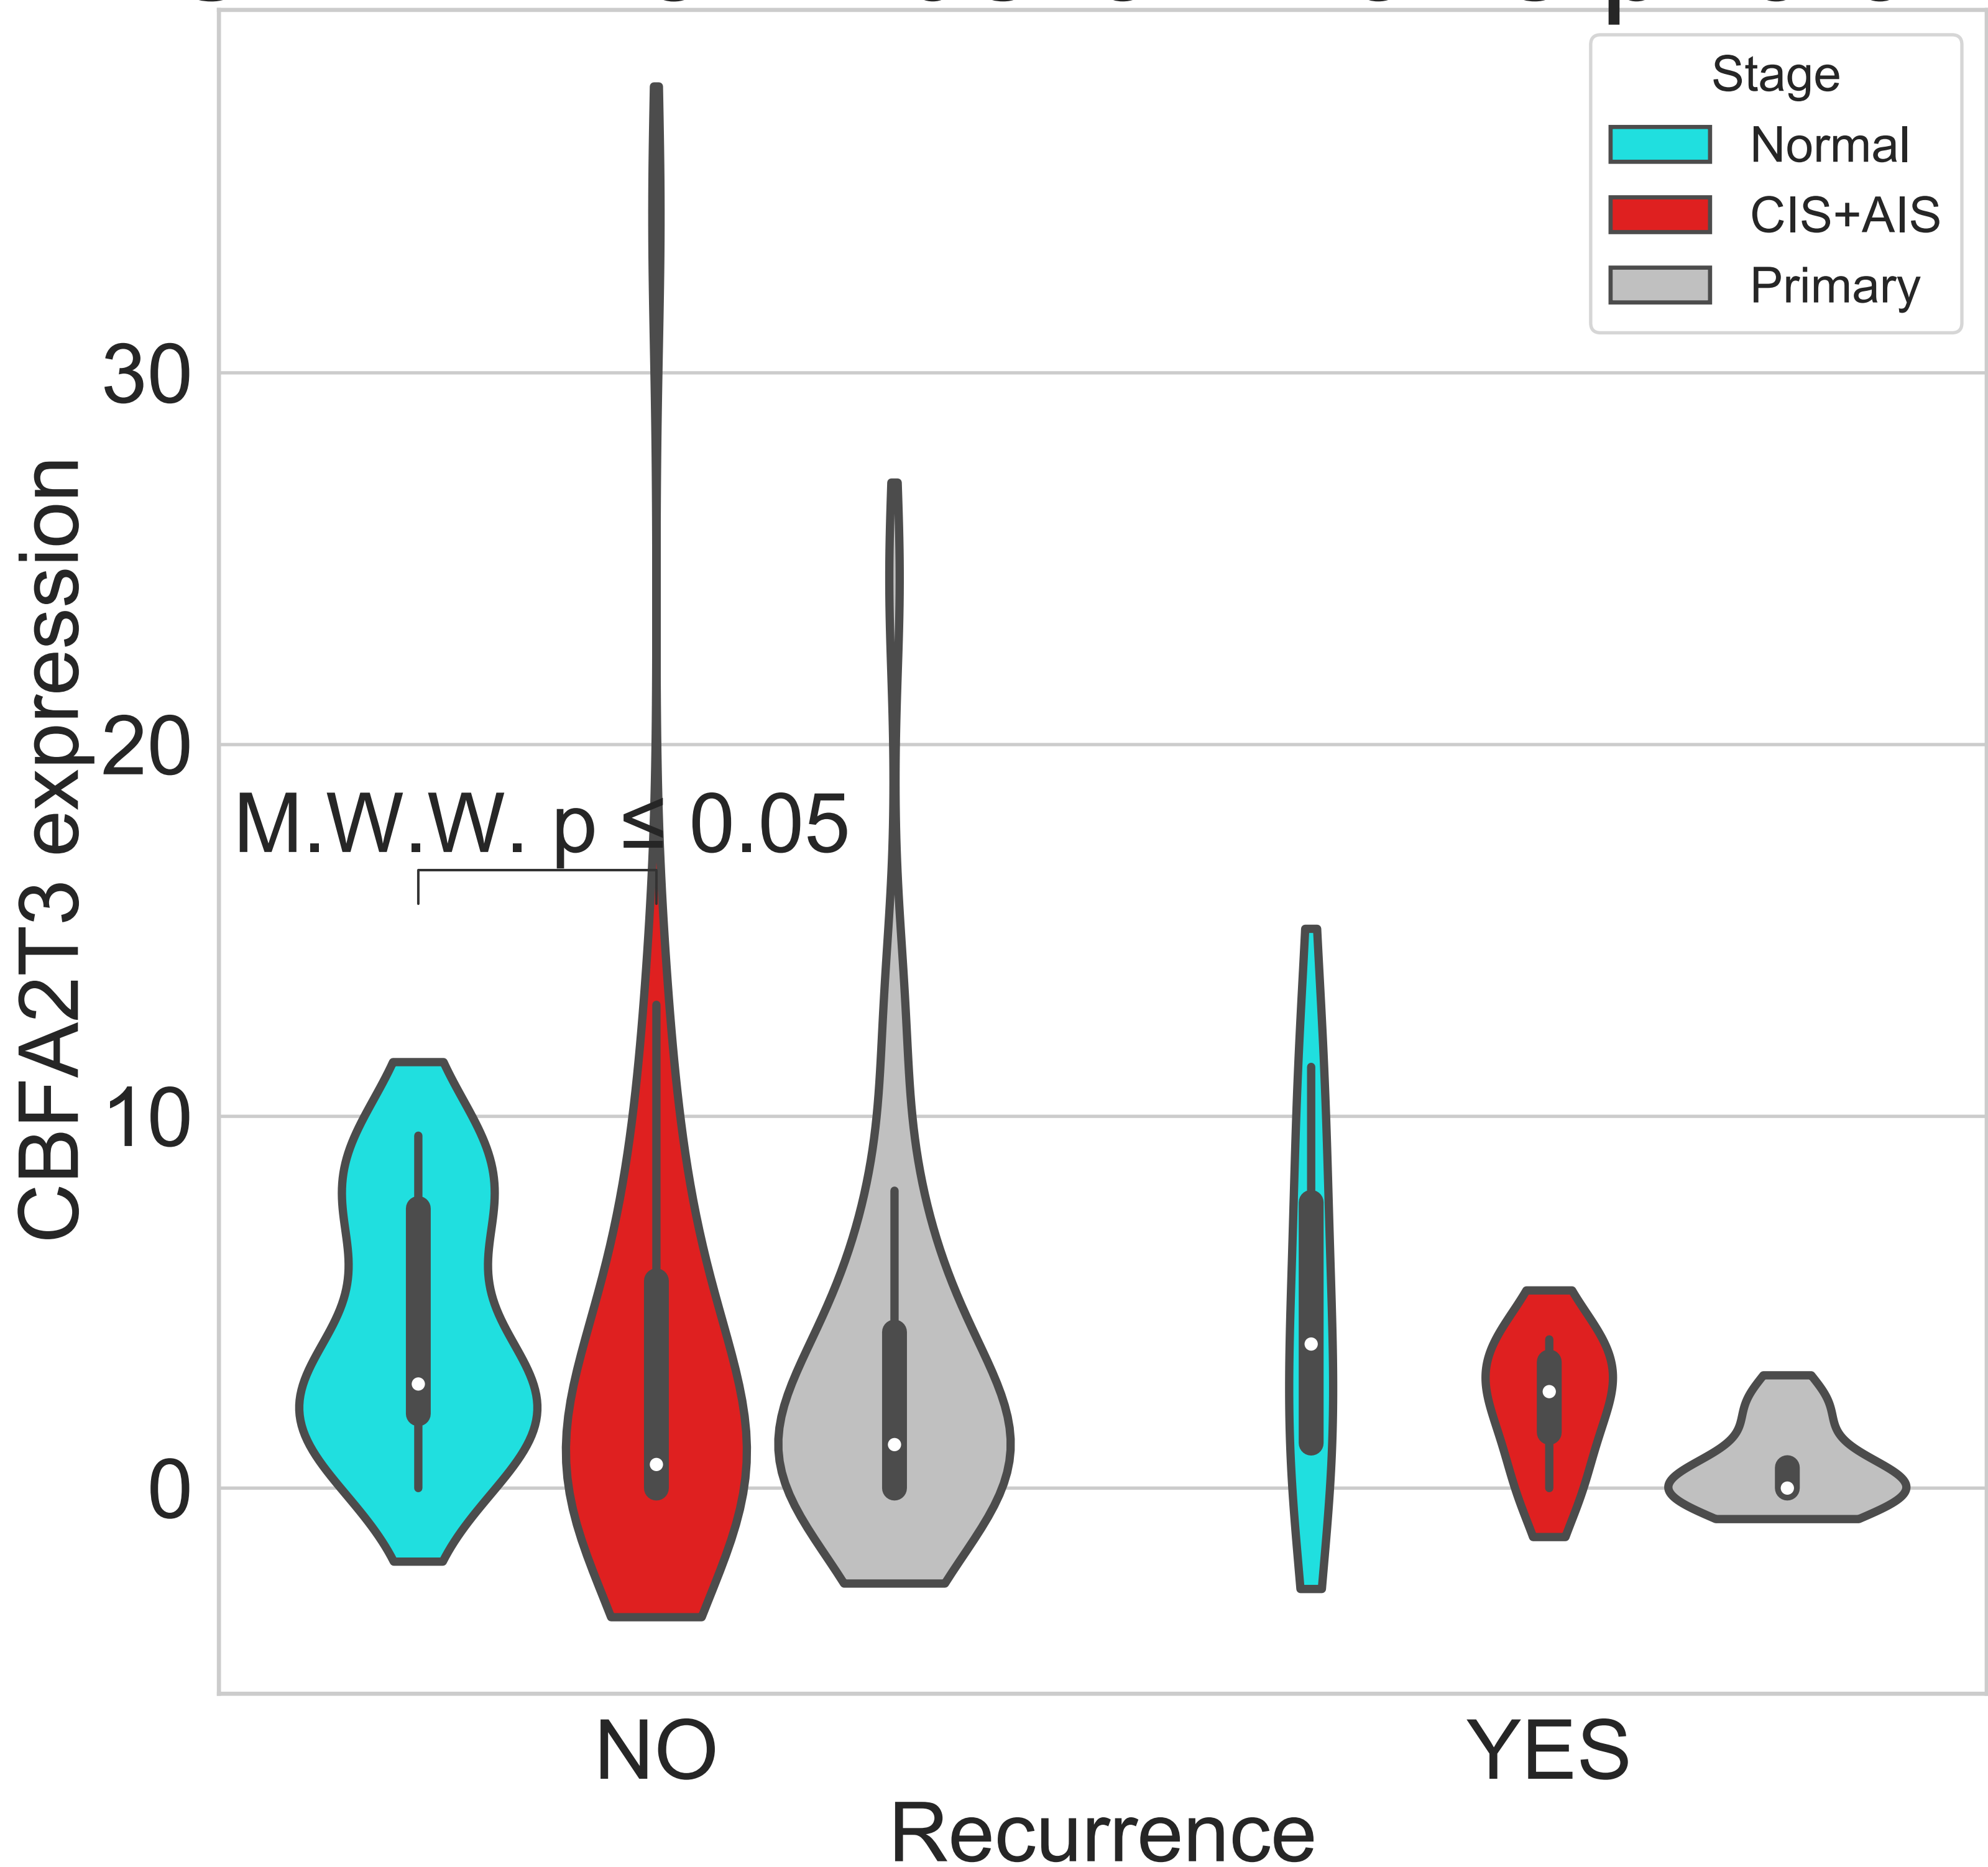 Stage
Normal
CIS+AIS
Primary
30
20
10
0
CBFA2T3 expression
M.W.W. p ≤ 0.05
NO
YES
Recurrence